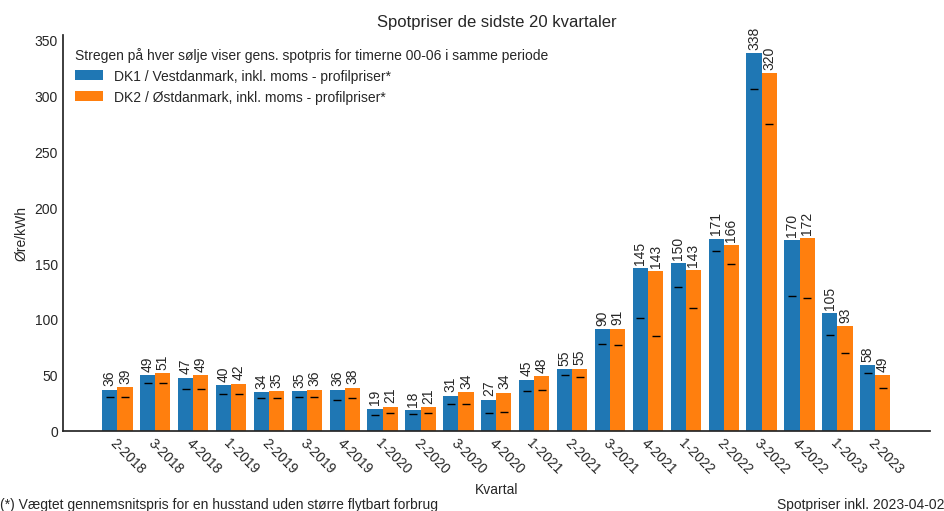 Spotpriser de sidste 20 kvartaler
Stregen på hver sølje viser gens. spotpris for timerne 00-06 i samme periode
DK1 / Vestdanmark, inkl. moms - profilpriser*
DK2 / Østdanmark, inkl. moms - profilpriser*
Øre/kWh
350
300
250
200
150
100
50
0
36 39 49 51 47 49 40 42 34 35 35 36 36 38 19 21 18 21 31 34 27 34 45 48 55 55 90 91 145 143 150 143 171 166 338 320 170 172 105 93 58 49
2-2018 3-2018 4-2018 1-2019 2-2019 3-2019 4-2019 1-2020 2-2020 3-2020 4-2020 1-2021 2-2021 3-2021 4-2021 1-2022 2-2022 3-2022 4-2022 1-2023 2-2023
Kvartal
(*) Vægtet gennemsnitspris for en husstand uden større flytbart forbrug
Spotpriser inkl. 2023-04-02